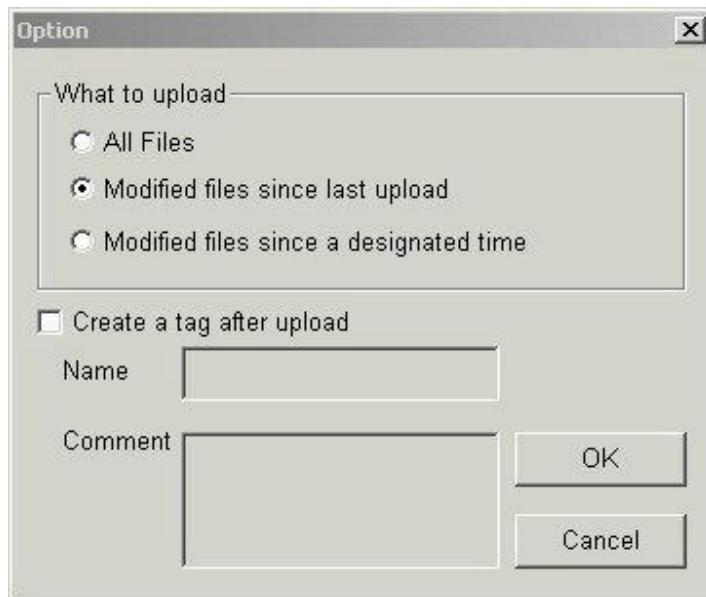 Option
What to upload
All Files
Modified files since last upload
Modified files since a designated time
Create a tag after upload
Name
Comment
OK
Cancel